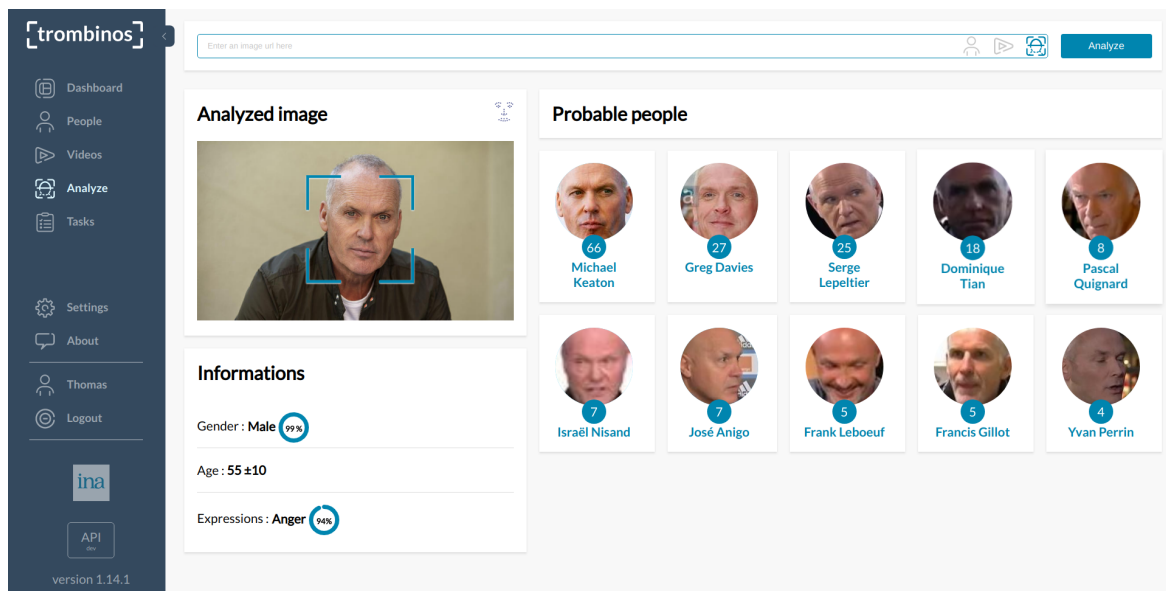 [trombinos]
Dashboard
People
Videos
Analyze
Tasks
Settings
About
Thomas
Logout
ina
API
dev
version 1.14.1
Enter an image url here
Analyze
Analyzed image
Informations
Gender : Male 99%
Age : 55 ±10
Expressions : Anger 94%
Probable people
66
Michael
Keaton
27
Greg Davies
25
Serge
Lepeltier
18
Dominique
Tian
8
Pascal
Quignard
7
Israël Nisand
7
José Anigo
5
Frank Leboeuf
5
Francis Gillot
4
Yvan Perrin